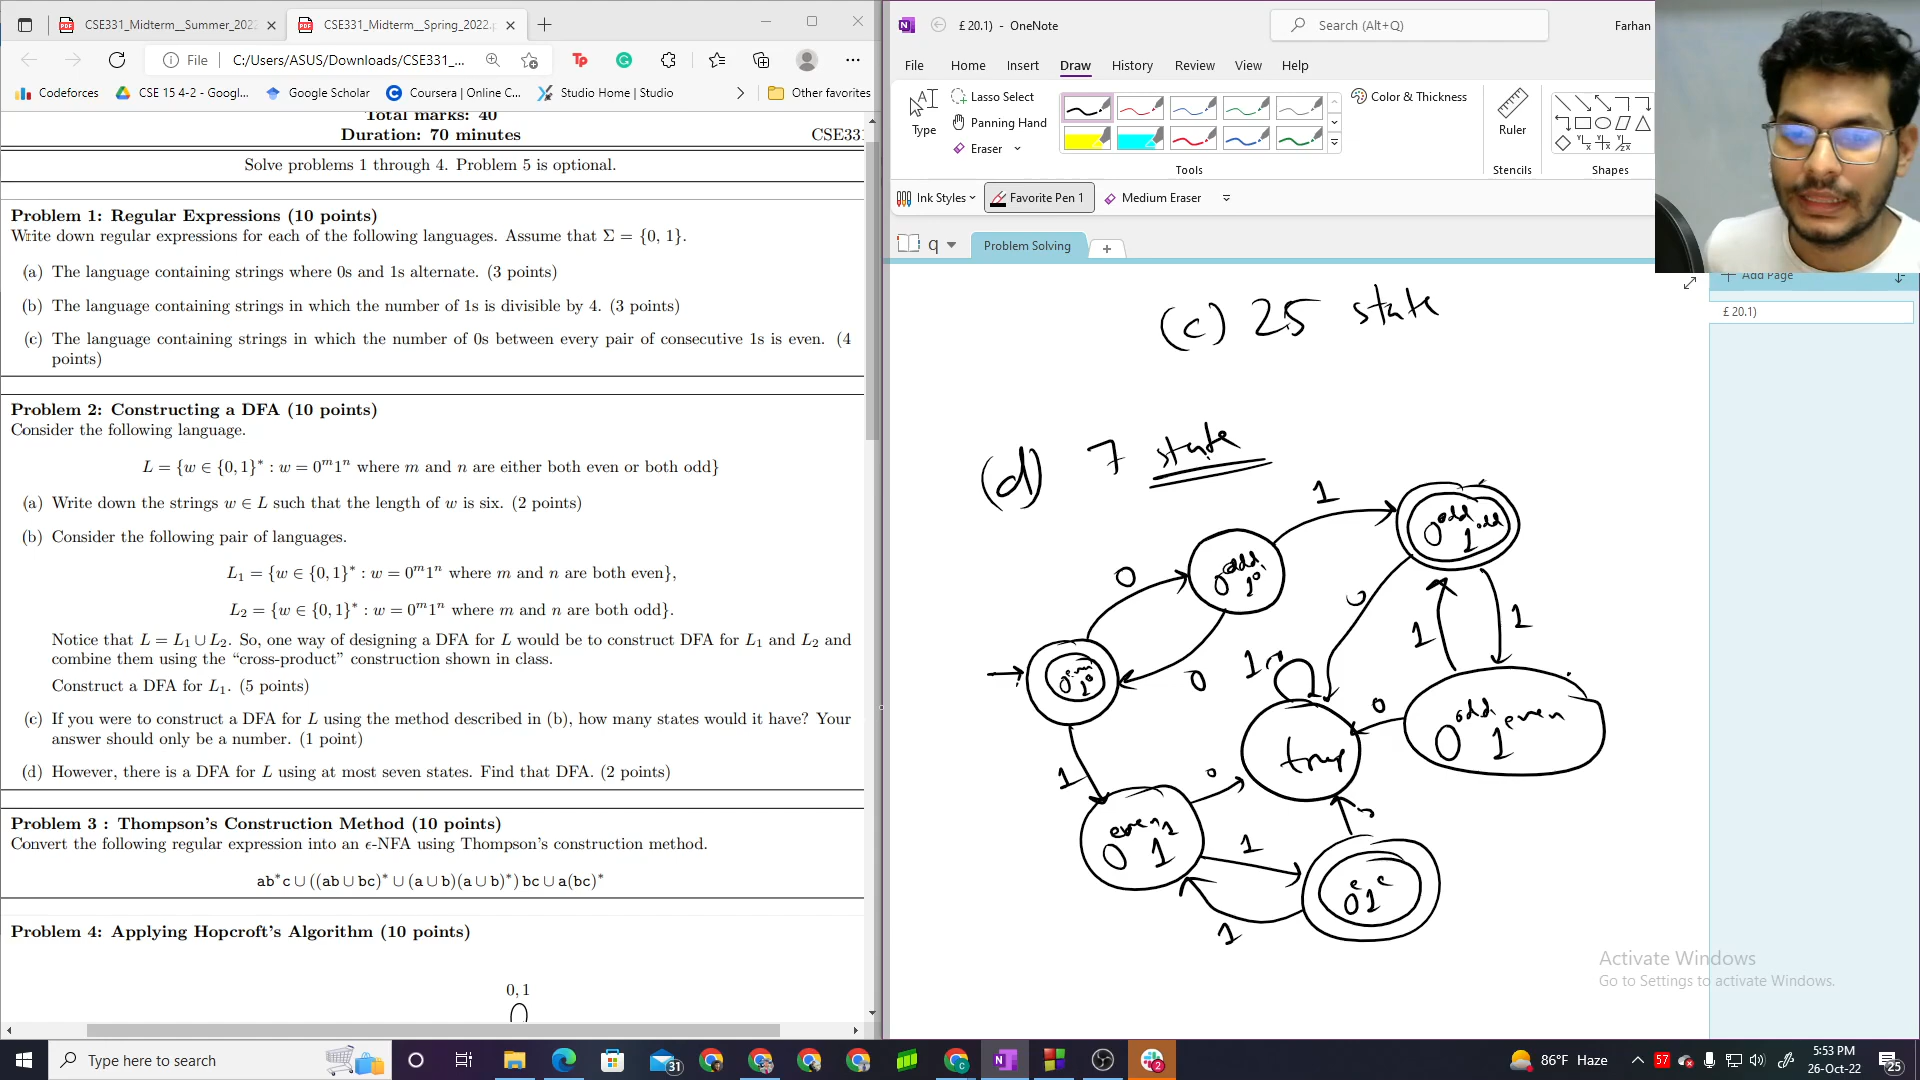 CSE331_Midterm__Summer_202
CSE331_Midterm__Spring_2022.
File
C:/Users/ASUS/Downloads/CSE331_...
Codeforces
CSE 15 4-2 - Googl...
Google Scholar
Coursera | Online C...
Studio Home | Studio
Other favorites
Total marks: 40
Duration: 70 minutes
CSE331
Solve problems 1 through 4. Problem 5 is optional.
Problem 1: Regular Expressions (10 points)
Write down regular expressions for each of the following languages. Assume that Σ = {0, 1}.
(a) The language containing strings where 0s and 1s alternate. (3 points)
(b) The language containing strings in which the number of 1s is divisible by 4. (3 points)
(c) The language containing strings in which the number of 0s between every pair of consecutive 1s is even. (4
points)
Problem 2: Constructing a DFA (10 points)
Consider the following language.
L = {w ∈ {0, 1}* : w = 0ᵐ1ⁿ where m and n are either both even or both odd}
(a) Write down the strings w ∈ L such that the length of w is six. (2 points)
(b) Consider the following pair of languages.
L₁ = {w ∈ {0, 1}* : w = 0ᵐ1ⁿ where m and n are both even},
L₂ = {w ∈ {0, 1}* : w = 0ᵐ1ⁿ where m and n are both odd}.
Notice that L = L₁ ∪ L₂. So, one way of designing a DFA for L would be to construct DFA for L₁ and L₂ and
combine them using the “cross-product” construction shown in class.
Construct a DFA for L₁. (5 points)
(c) If you were to construct a DFA for L using the method described in (b), how many states would it have? Your
answer should only be a number. (1 point)
(d) However, there is a DFA for L using at most seven states. Find that DFA. (2 points)
Problem 3 : Thompson's Construction Method (10 points)
Convert the following regular expression into an ϵ-NFA using Thompson's construction method.
ab*c ∪ ((ab ∪ bc)* ∪ (a ∪ b)(a ∪ b)*) bc ∪ a(bc)*
Problem 4: Applying Hopcroft's Algorithm (10 points)
0, 1
£ 20.1) - OneNote
Search (Alt+Q)
Farhan
File
Home
Insert
Draw
History
Review
View
Help
Type
Lasso Select
Panning Hand
Eraser
Color & Thickness
Ruler
Tools
Stencils
Shapes
Ink Styles
Favorite Pen 1
Medium Eraser
q
Problem Solving
Add Page
£ 20.1)
(c) 25 state
(d) 7 state
1
0ᵒᵈᵈ 1ᵒᵈᵈ
0ᵒᵈᵈ 1⁰
0
0
1
1
1
0
0
1
0ᵒᵈᵈ 1ᵉᵛᵉⁿ
trap
1
0
0ᵉᵛᵉⁿ 1
1
0ᵉ1ᵉ
1
Activate Windows
Go to Settings to activate Windows.
Type here to search
31
57
86°F Haze
5:53 PM
26-Oct-22
25
2